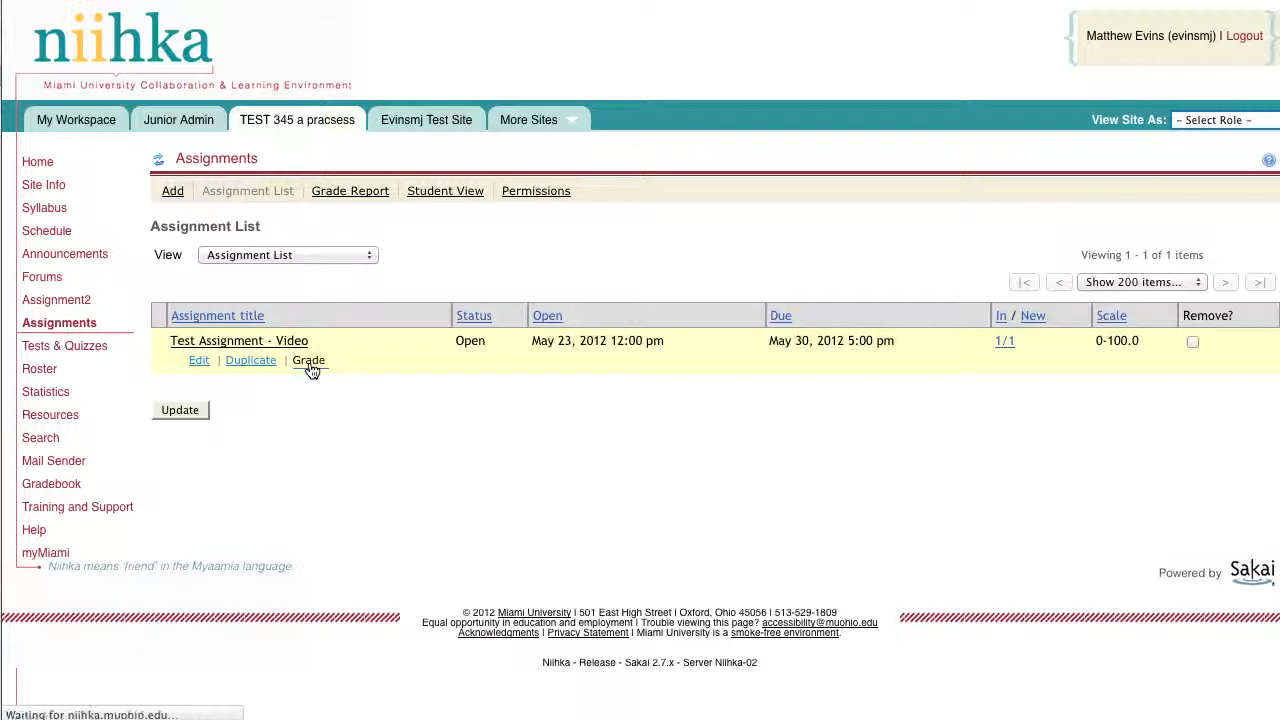 niihka
Miami University Collaboration & Learning Environment
Matthew Evins (evinsmj) | Logout
My Workspace
Junior Admin
TEST 345 a pracsess
Evinsmj Test Site
More Sites
View Site As:
- Select Role -
Home
Site Info
Syllabus
Schedule
Announcements
Forums
Assignment2
Assignments
Tests & Quizzes
Roster
Statistics
Resources
Search
Mail Sender
Gradebook
Training and Support
Help
myMiami
Niihka means 'friend' in the Myaamia language.
Assignments
?
Add | Assignment List | Grade Report | Student View | Permissions
Assignment List
View Assignment List
Viewing 1 - 1 of 1 items
|< < Show 200 items... > >|
Assignment title Status Open Due In / New Scale Remove?
Test Assignment - Video Open May 23, 2012 12:00 pm May 30, 2012 5:00 pm 1/1 0-100.0
Edit | Duplicate | Grade
Update
Powered by Sakai
© 2012 Miami University | 501 East High Street | Oxford, Ohio 45056 | 513-529-1809
Equal opportunity in education and employment | Trouble viewing this page? accessibility@muohio.edu
Acknowledgments | Privacy Statement | Miami University is a smoke-free environment.
Niihka - Release - Sakai 2.7.x - Server Niihka-02
Waiting for niihka.muohio.edu...